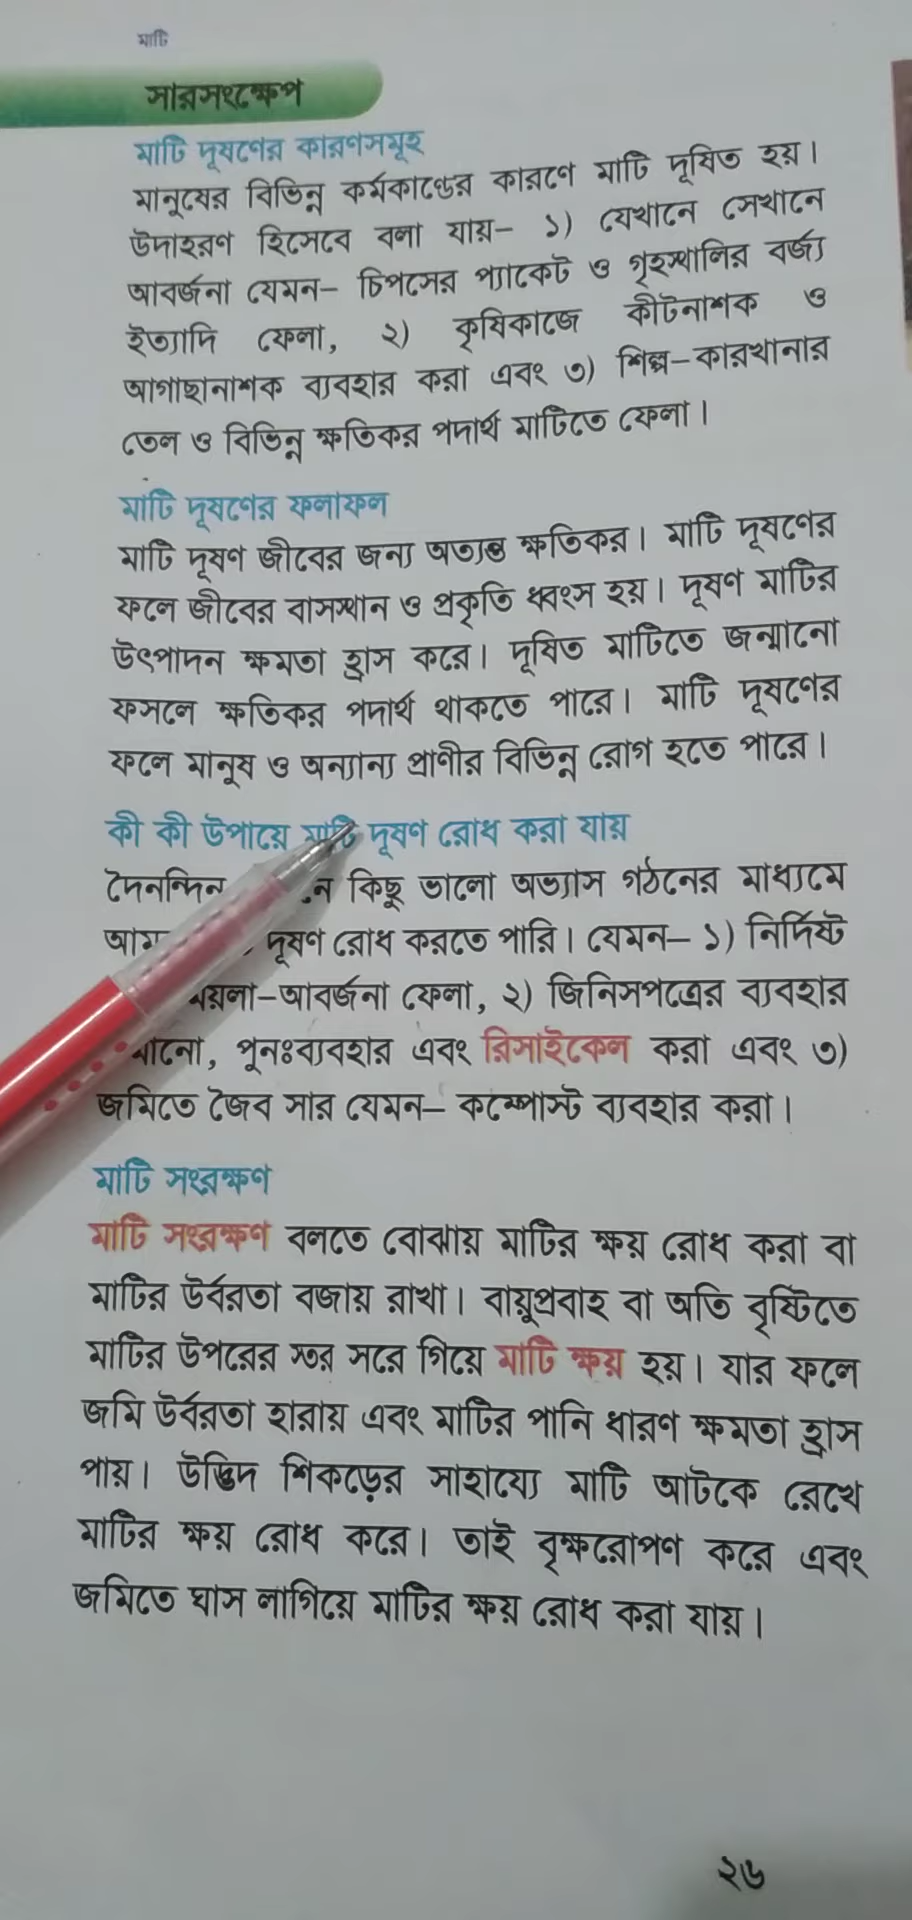 মাটি
সারসংক্ষেপ
মাটি দূষণের কারণসমূহ
মানুষের বিভিন্ন কর্মকাণ্ডের কারণে মাটি দূষিত হয়।
উদাহরণ হিসেবে বলা যায়– ১) যেখানে সেখানে
আবর্জনা যেমন– চিপসের প্যাকেট ও গৃহস্থালির বর্জ্য
ইত্যাদি ফেলা, ২) কৃষিকাজে কীটনাশক ও
আগাছানাশক ব্যবহার করা এবং ৩) শিল্প–কারখানার
তেল ও বিভিন্ন ক্ষতিকর পদার্থ মাটিতে ফেলা।
মাটি দূষণের ফলাফল
মাটি দূষণ জীবের জন্য অত্যন্ত ক্ষতিকর। মাটি দূষণের
ফলে জীবের বাসস্থান ও প্রকৃতি ধ্বংস হয়। দূষণ মাটির
উৎপাদন ক্ষমতা হ্রাস করে। দূষিত মাটিতে জন্মানো
ফসলে ক্ষতিকর পদার্থ থাকতে পারে। মাটি দূষণের
ফলে মানুষ ও অন্যান্য প্রাণীর বিভিন্ন রোগ হতে পারে।
কী কী উপায়ে মাটি দূষণ রোধ করা যায়
দৈনন্দিন কিছু ভালো অভ্যাস গঠনের মাধ্যমে
দূষণ রোধ করতে পারি। যেমন– ১) নির্দিষ্ট
ময়লা–আবর্জনা ফেলা, ২) জিনিসপত্রের ব্যবহার
পুনঃব্যবহার এবং রিসাইকেল করা এবং ৩)
জমিতে জৈব সার যেমন– কম্পোস্ট ব্যবহার করা।
মাটি সংরক্ষণ
মাটি সংরক্ষণ বলতে বোঝায় মাটির ক্ষয় রোধ করা বা
মাটির উর্বরতা বজায় রাখা। বায়ুপ্রবাহ বা অতি বৃষ্টিতে
মাটির উপরের স্তর সরে গিয়ে মাটি ক্ষয় হয়। যার ফলে
জমি উর্বরতা হারায় এবং মাটির পানি ধারণ ক্ষমতা হ্রাস
পায়। উদ্ভিদ শিকড়ের সাহায্যে মাটি আটকে রেখে
মাটির ক্ষয় রোধ করে। তাই বৃক্ষরোপণ করে এবং
জমিতে ঘাস লাগিয়ে মাটির ক্ষয় রোধ করা যায়।
২৬